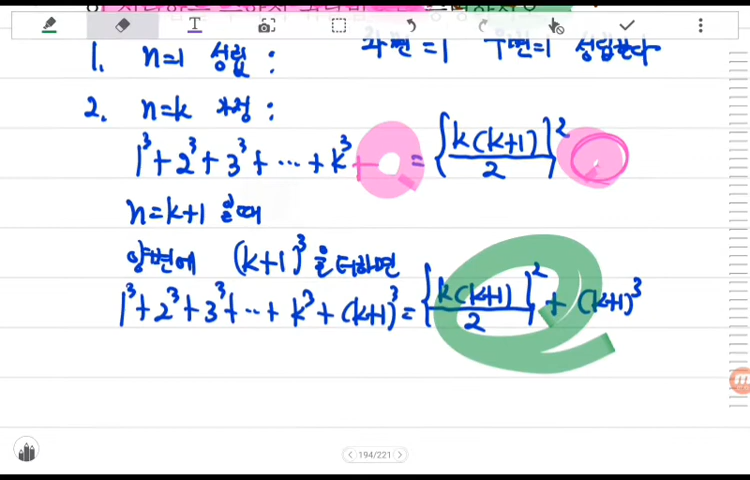 1. n=1 성립 : 좌변=1 우변=1 성립한다
2. n=k 가정 :
1³+2³+3³+⋯+k³+ = {k(k+1)/2}²
n=k+1 일때
양변에 (k+1)³을 더하면
1³+2³+3³+⋯+k³+(k+1)³={k(k+1)/2}²+(k+1)³
194/221